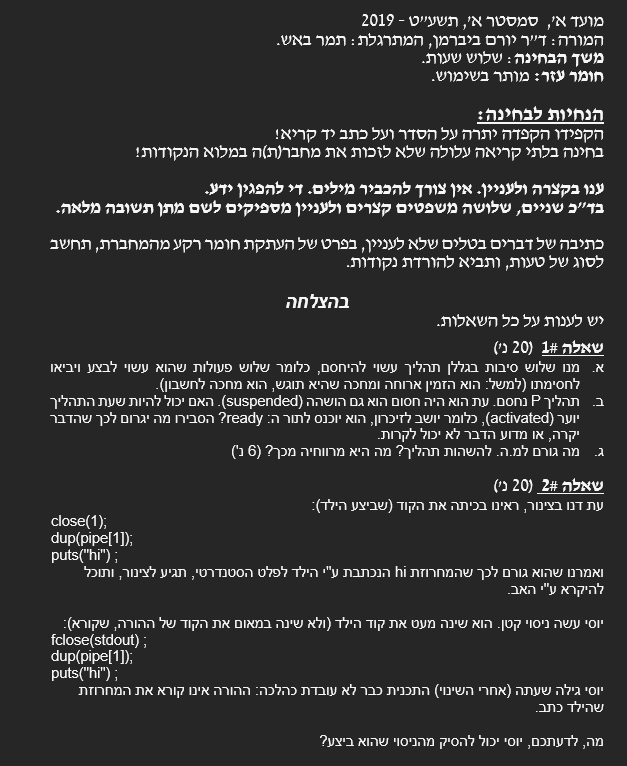 מועד א', סמסטר א', תשע"ט - 2019
המורה: ד"ר יורם ביברמן, המתרגלת: תמר באש.
משך הבחינה: שלוש שעות.
חומר עזר: מותר בשימוש.
הנחיות לבחינה:
הקפידו הקפדה יתרה על הסדר ועל כתב יד קריא!
בחינה בלתי קריאה עלולה שלא לזכות את מחבר(ת)ה במלוא הנקודות!
ענו בקצרה ולעניין. אין צורך להכביר מילים. די להפגין ידע.
בד"כ שניים, שלושה משפטים קצרים ולעניין מספיקים לשם מתן תשובה מלאה.
כתיבה של דברים בטלים שלא לעניין, בפרט של העתקת חומר רקע מהמחברת, תחשב
לסוג של טעות, ותביא להורדת נקודות.
בהצלחה
יש לענות על כל השאלות.
שאלה #1 (20 נ')
א. מנו שלוש סיבות בגללן תהליך עשוי להיחסם, כלומר שלוש פעולות שהוא עשוי לבצע ויביאו
לחסימתו (למשל: הוא הזמין ארוחה ומחכה שהיא תוגש, הוא מחכה לחשבון).
ב. תהליך P נחסם. עת הוא היה חסום הוא גם הושהה (suspended). האם יכול להיות שעת התהליך
יוער (activated), כלומר יושב לזיכרון, הוא יוכנס לתור ה: ready? הסבירו מה יגרום לכך שהדבר
יקרה, או מדוע הדבר לא יכול לקרות.
ג. מה גורם למ.ה. להשהות תהליך? מה היא מרוויחה מכך? (6 נ')
שאלה #2 (20 נ')
עת דנו בצינור, ראינו בכיתה את הקוד (שביצע הילד):
close(1);
dup(pipe[1]);
puts("hi") ;
ואמרנו שהוא גורם לכך שהמחרוזת hi הנכתבת ע"י הילד לפלט הסטנדרטי, תגיע לצינור, ותוכל
להיקרא ע"י האב.
יוסי עשה ניסוי קטן. הוא שינה מעט את קוד הילד (ולא שינה במאום את הקוד של ההורה, שקורא):
fclose(stdout) ;
dup(pipe[1]);
puts("hi") ;
יוסי גילה שעתה (אחרי השינוי) התכנית כבר לא עובדת כהלכה: ההורה אינו קורא את המחרוזת
שהילד כתב.
מה, לדעתכם, יוסי יכול להסיק מהניסוי שהוא ביצע?